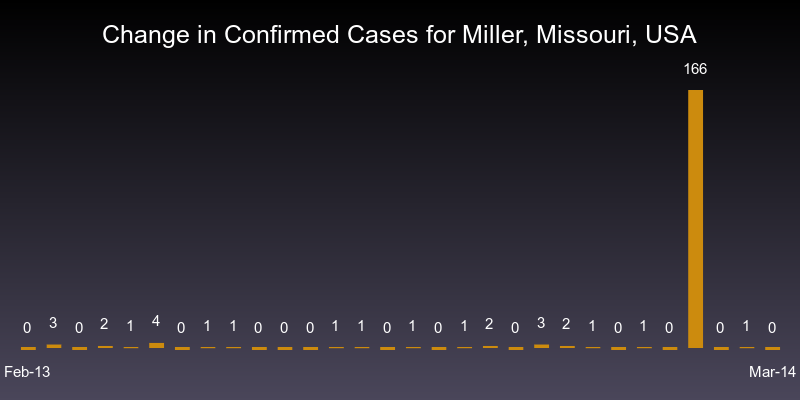 Change in Confirmed Cases for Miller, Missouri, USA
166
0 3 0 2 1 4 0 1 1 0 0 0 1 1 0 1 0 1 2 0 3 2 1 0 1 0 0 1 0
Feb-13 Mar-14